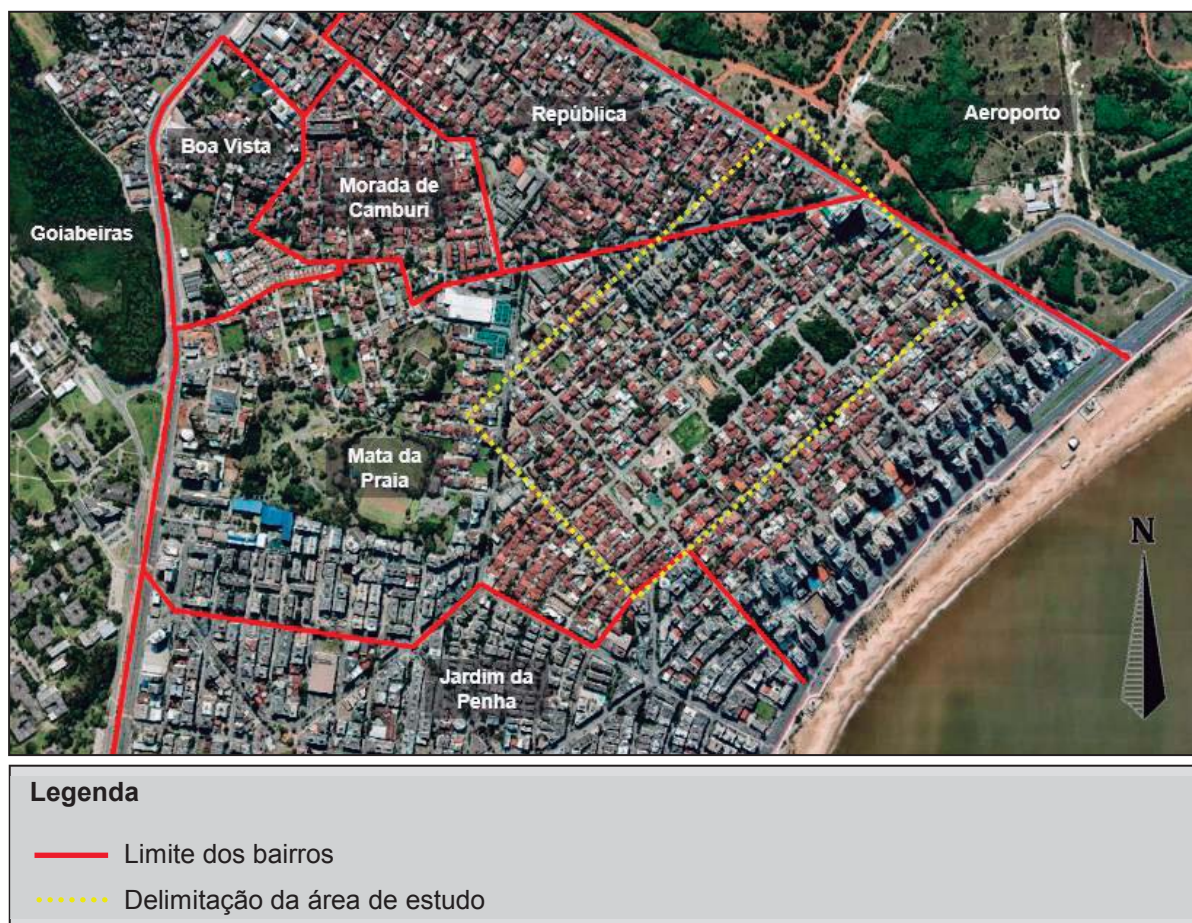 República
Aeroporto
Boa Vista
Morada de
Camburi
Goiabeiras
Mata da
Praia
N
Jardim da
Penha
Legenda
Limite dos bairros
Delimitação da área de estudo